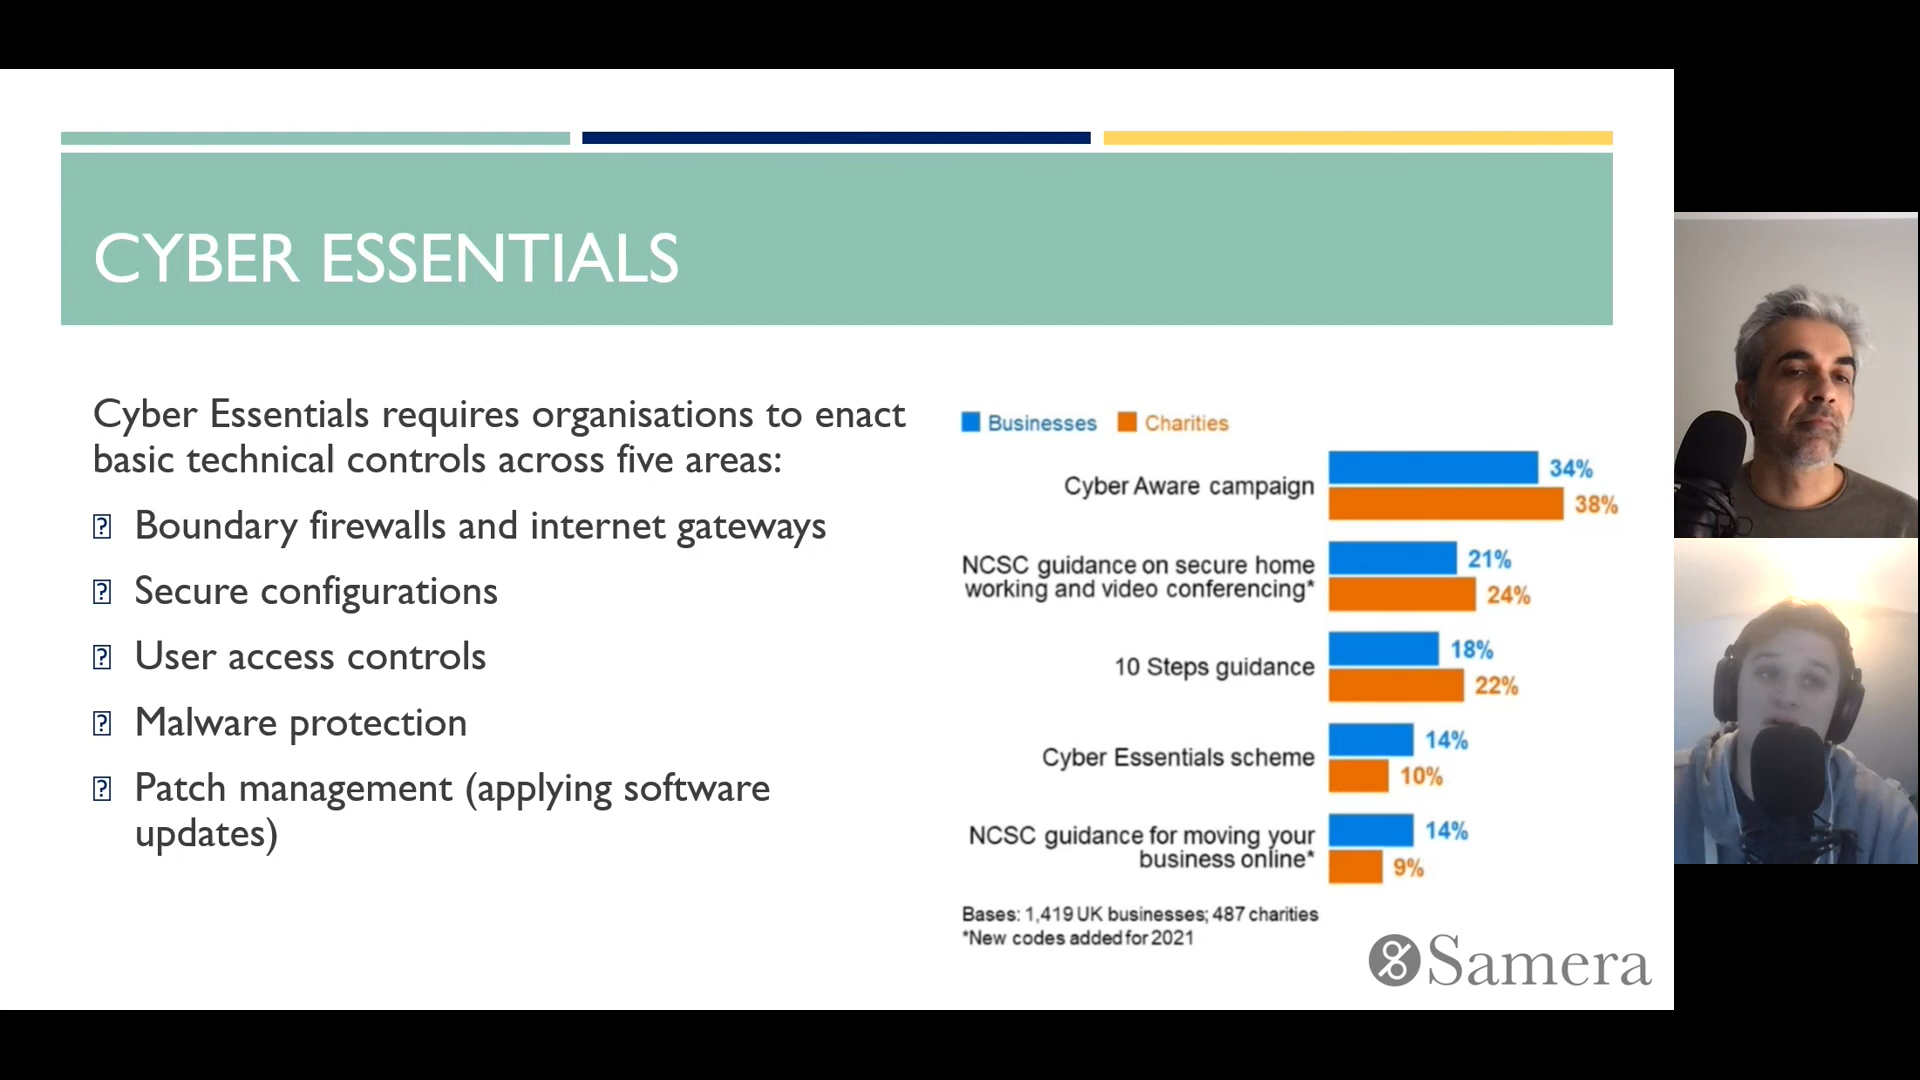 CYBER ESSENTIALS
Cyber Essentials requires organisations to enact
basic technical controls across five areas:
Boundary firewalls and internet gateways
Secure configurations
User access controls
Malware protection
Patch management (applying software
updates)
Businesses Charities
Cyber Aware campaign 34%
38%
NCSC guidance on secure home
working and video conferencing* 21%
24%
10 Steps guidance 18%
22%
Cyber Essentials scheme 14%
10%
NCSC guidance for moving your
business online* 14%
9%
Bases: 1,419 UK businesses; 487 charities
*New codes added for 2021
Samera